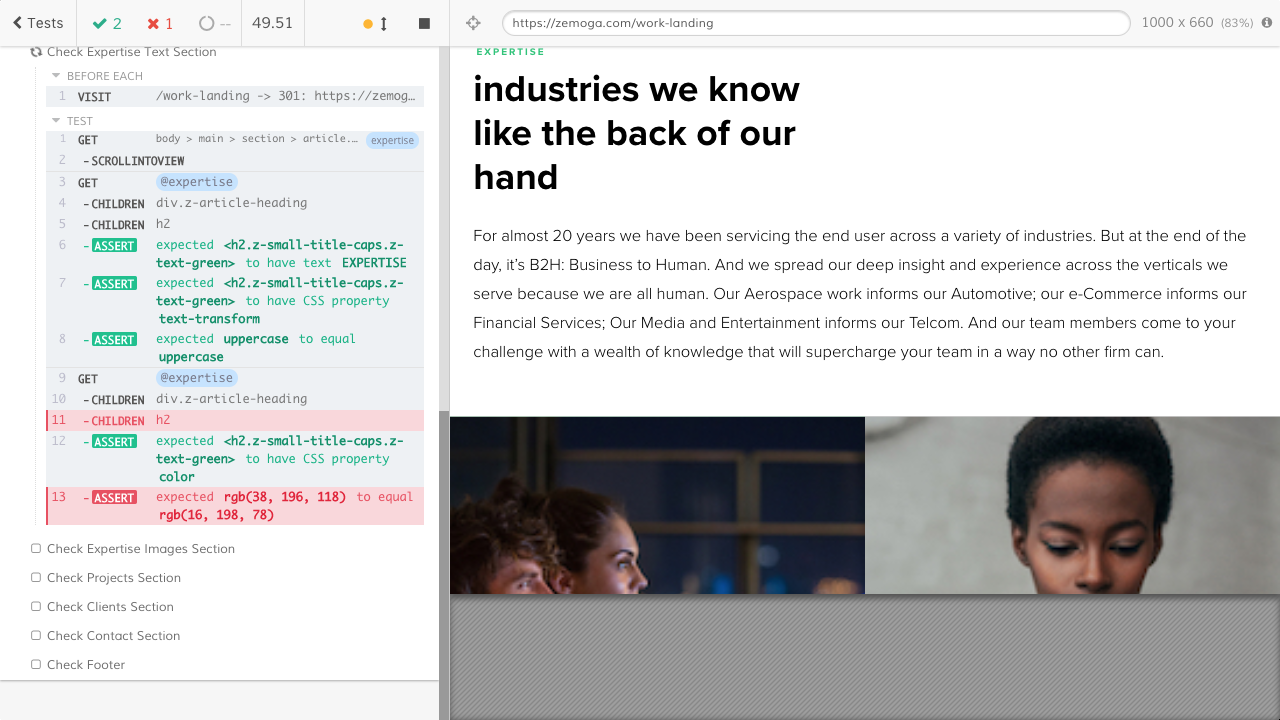 Tests 2 1 -- 49.51
https://zemoga.com/work-landing
1000 x 660 (83%)
Check Expertise Text Section
BEFORE EACH
1 VISIT /work-landing -> 301: https://zemog…
TEST
1 GET body > main > section > article.… expertise
2 -SCROLLINTOVIEW
3 GET @expertise
4 -CHILDREN div.z-article-heading
5 -CHILDREN h2
6 -ASSERT expected <h2.z-small-title-caps.z-
text-green> to have text EXPERTISE
7 -ASSERT expected <h2.z-small-title-caps.z-
text-green> to have CSS property
text-transform
8 -ASSERT expected uppercase to equal
uppercase
9 GET @expertise
10 -CHILDREN div.z-article-heading
11 -CHILDREN h2
12 -ASSERT expected <h2.z-small-title-caps.z-
text-green> to have CSS property
color
13 -ASSERT expected rgb(38, 196, 118) to equal
rgb(16, 198, 78)
Check Expertise Images Section
Check Projects Section
Check Clients Section
Check Contact Section
Check Footer
EXPERTISE
industries we know
like the back of our
hand
For almost 20 years we have been servicing the end user across a variety of industries. But at the end of the
day, it's B2H: Business to Human. And we spread our deep insight and experience across the verticals we
serve because we are all human. Our Aerospace work informs our Automotive; our e-Commerce informs our
Financial Services; Our Media and Entertainment informs our Telcom. And our team members come to your
challenge with a wealth of knowledge that will supercharge your team in a way no other firm can.